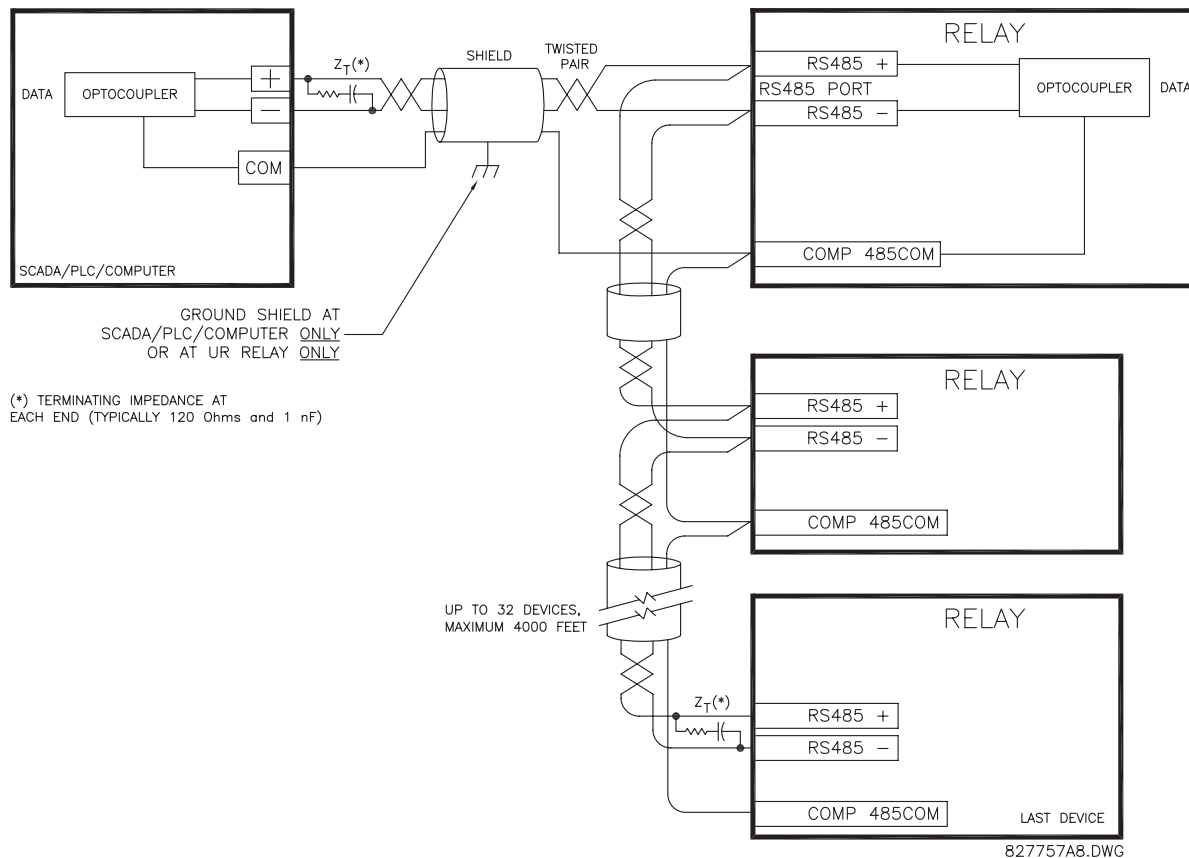 RELAY
SHIELD
TWISTED
PAIR
Z_T(*)
+
−
DATA
OPTOCOUPLER
COM
SCADA/PLC/COMPUTER
RS485 +
RS485 PORT
RS485 −
OPTOCOUPLER
DATA
COMP 485COM
GROUND SHIELD AT
SCADA/PLC/COMPUTER ONLY
OR AT UR RELAY ONLY
(*) TERMINATING IMPEDANCE AT
EACH END (TYPICALLY 120 Ohms and 1 nF)
RELAY
RS485 +
RS485 −
COMP 485COM
UP TO 32 DEVICES,
MAXIMUM 4000 FEET
RELAY
Z_T(*)
RS485 +
RS485 −
COMP 485COM
LAST DEVICE
827757A8.DWG